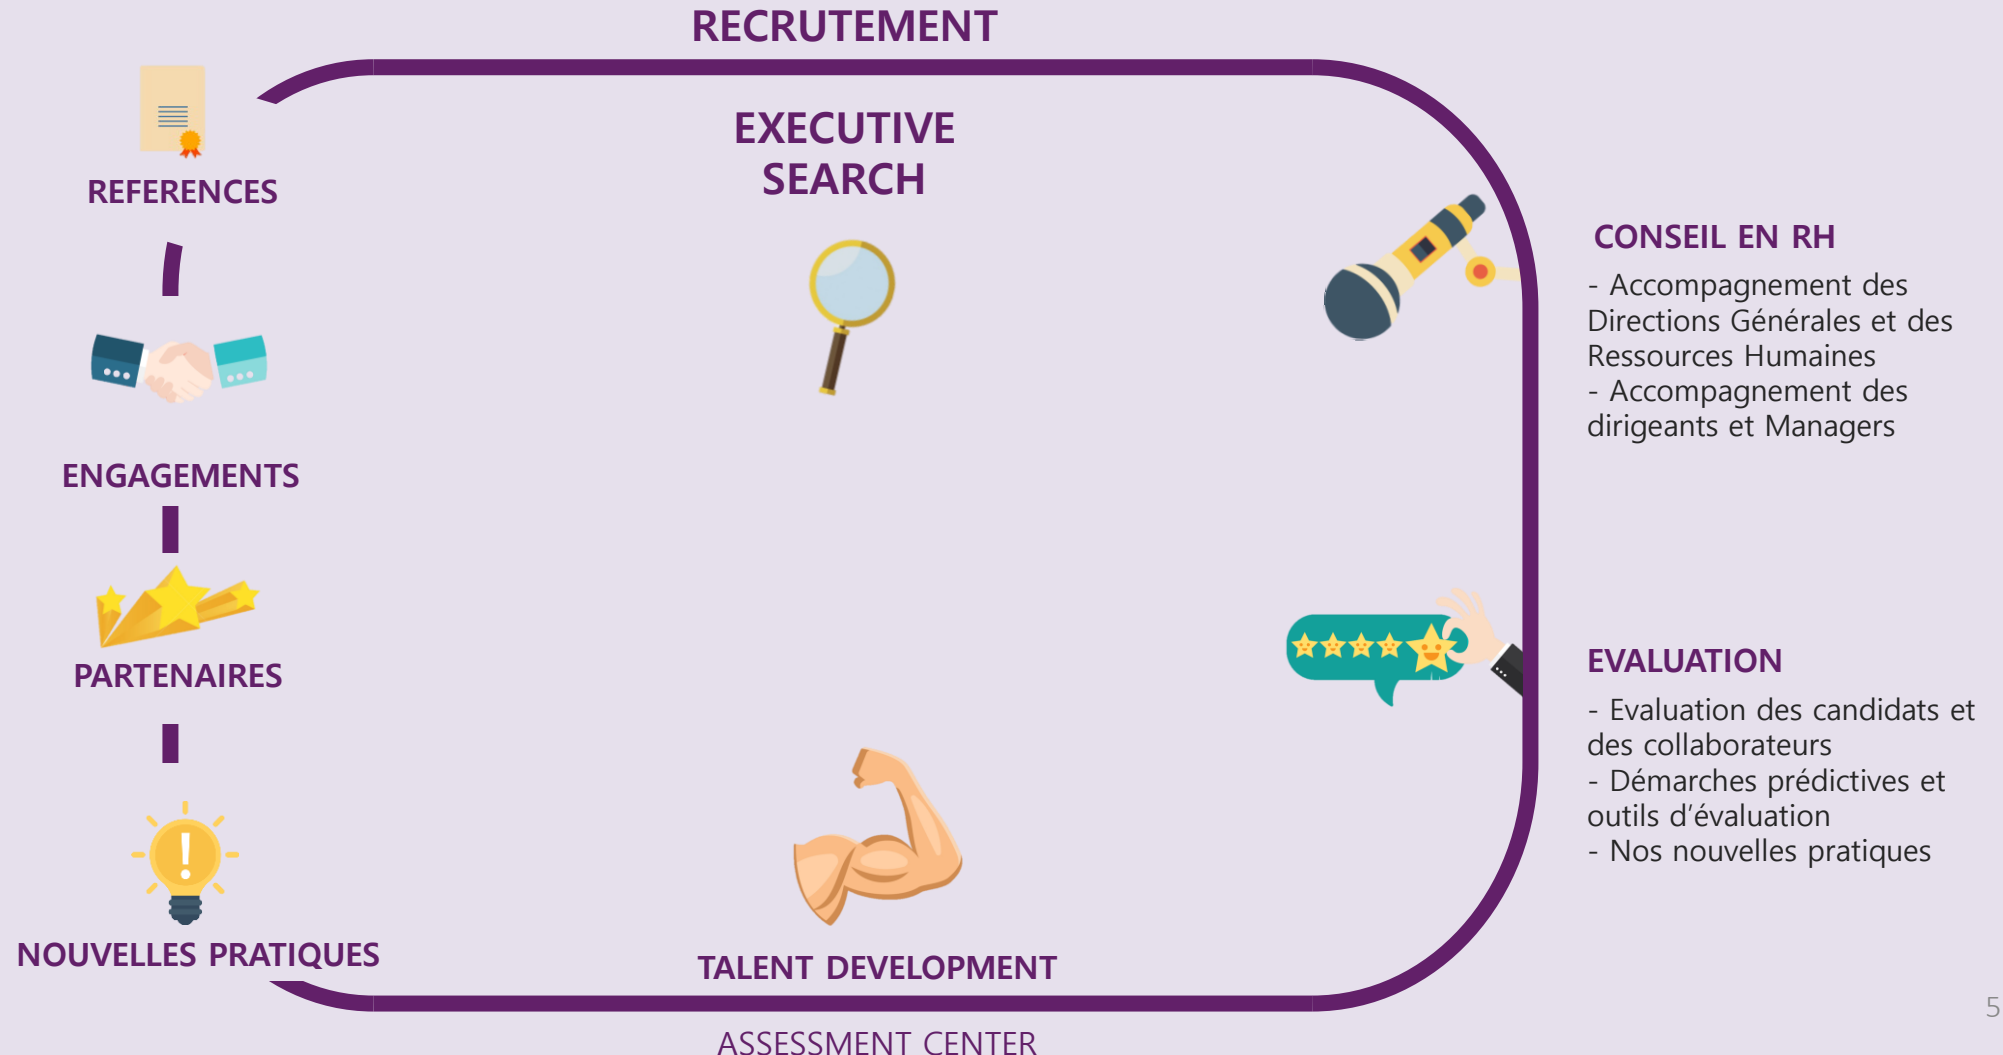 RECRUTEMENT
EXECUTIVE
SEARCH
REFERENCES
ENGAGEMENTS
PARTENAIRES
NOUVELLES PRATIQUES
CONSEIL EN RH
- Accompagnement des
Directions Générales et des
Ressources Humaines
- Accompagnement des
dirigeants et Managers
EVALUATION
- Evaluation des candidats et
des collaborateurs
- Démarches prédictives et
outils d’évaluation
- Nos nouvelles pratiques
TALENT DEVELOPMENT
ASSESSMENT CENTER
5